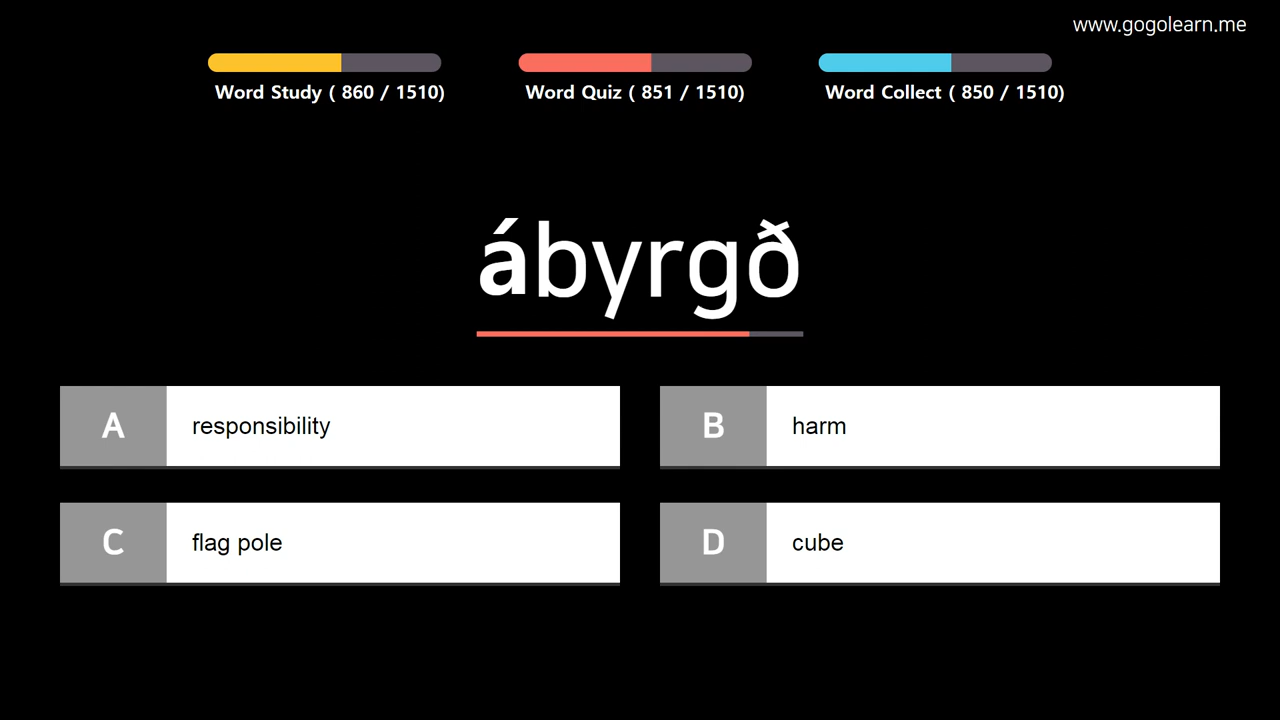 www.gogolearn.me
Word Study ( 860 / 1510)
Word Quiz ( 851 / 1510)
Word Collect ( 850 / 1510)
ábyrgð
A responsibility
B harm
C flag pole
D cube